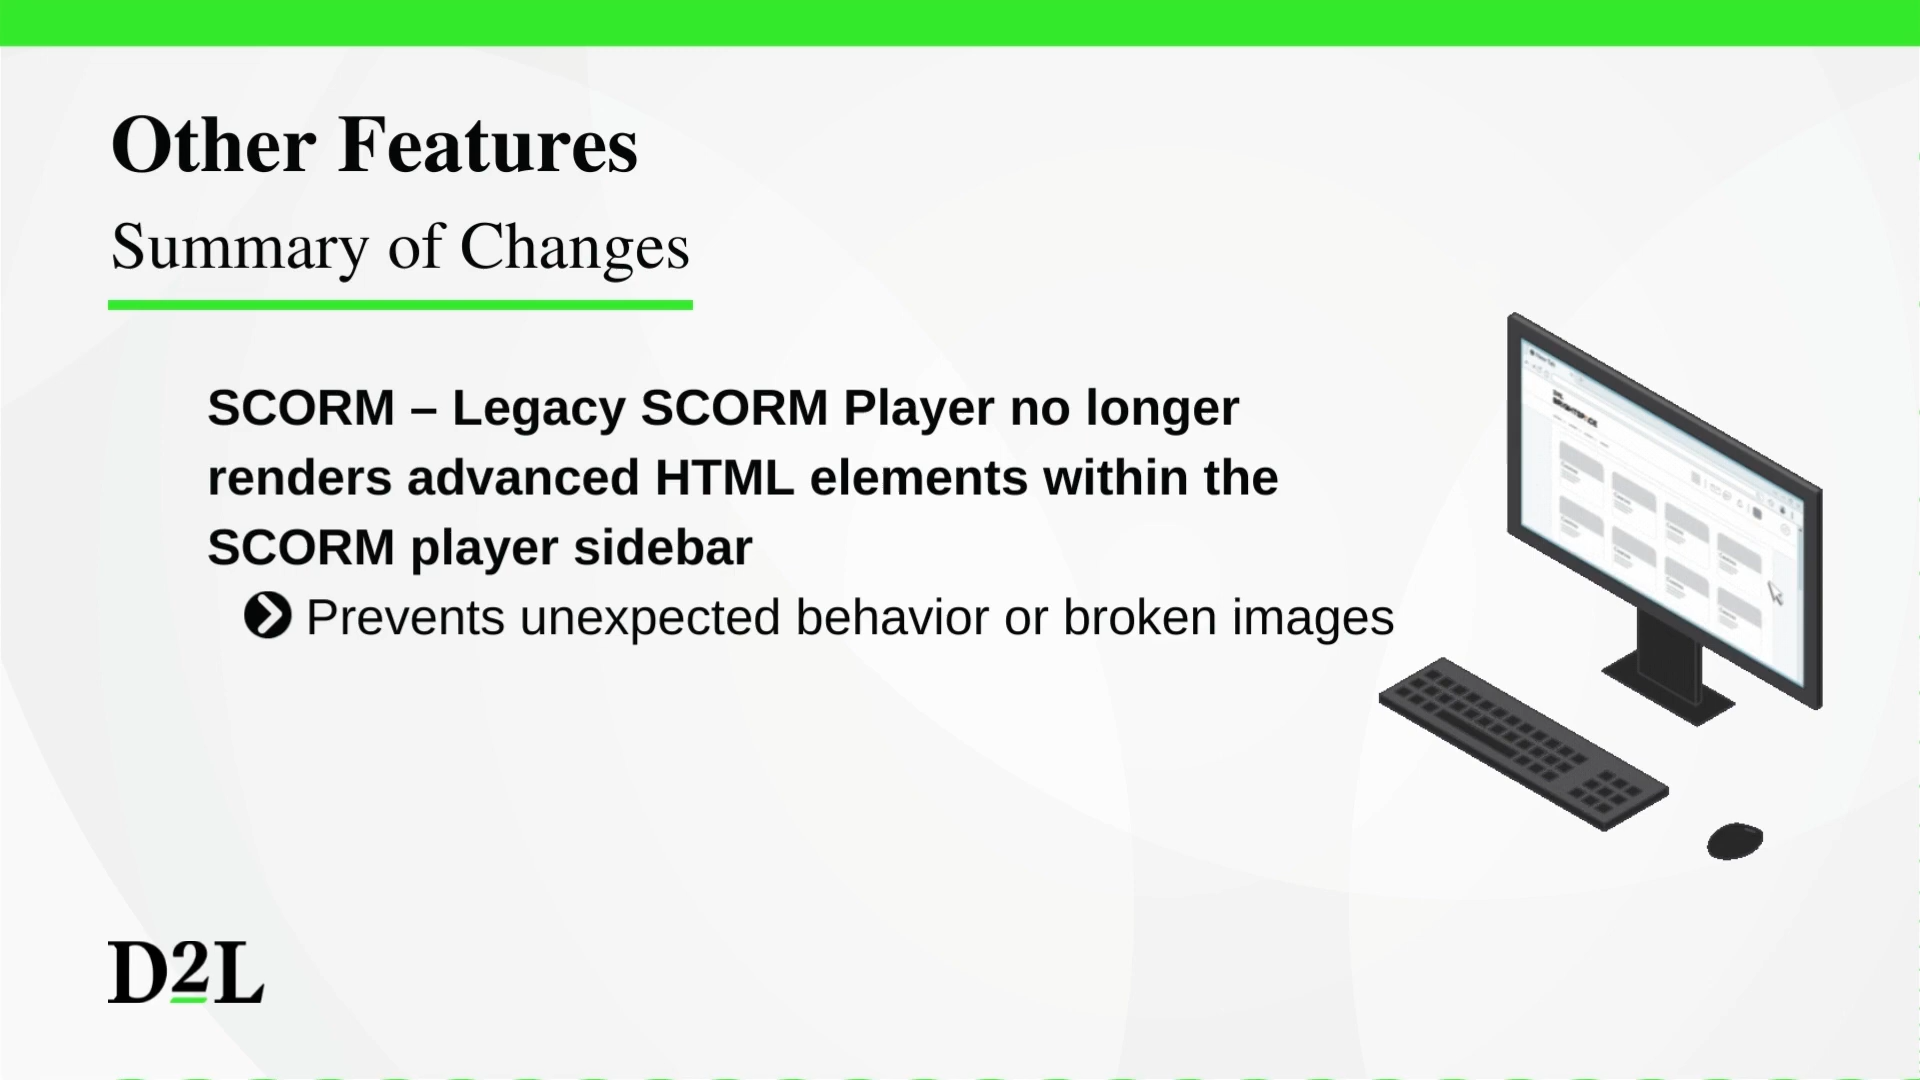 Other Features
Summary of Changes
SCORM – Legacy SCORM Player no longer
renders advanced HTML elements within the
SCORM player sidebar
Prevents unexpected behavior or broken images
D2L